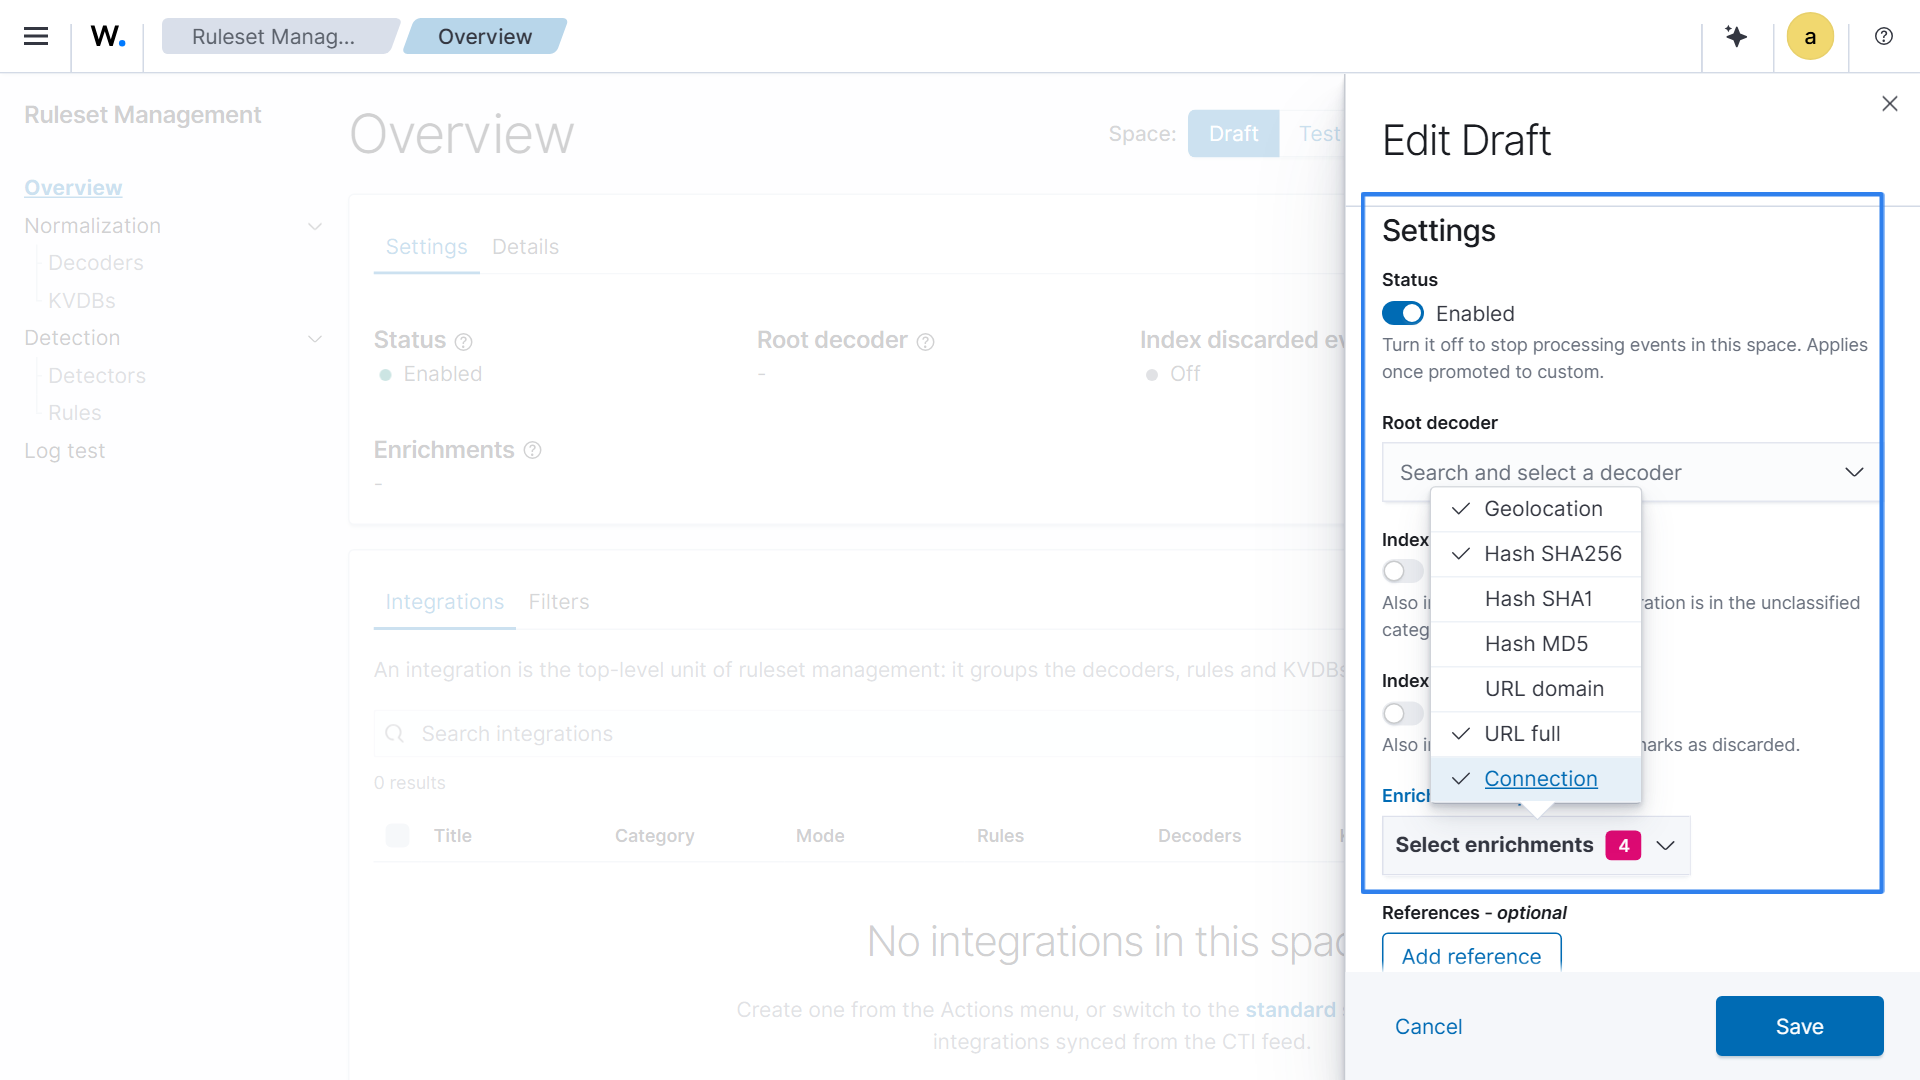 W.
Ruleset Manag...
Overview
a
Ruleset Management
Overview
Normalization
Decoders
KVDBs
Detection
Detectors
Rules
Log test
Overview
Space:
Draft
Test
Settings
Details
Status
Enabled
Root decoder
-
Index discarded ev
Off
Enrichments
-
Integrations
Filters
An integration is the top-level unit of ruleset management: it groups the decoders, rules and KVDBs
Search integrations
0 results
Title
Category
Mode
Rules
Decoders
No integrations in this spac
Create one from the Actions menu, or switch to the standard
integrations synced from the CTI feed.
Edit Draft
Settings
Status
Enabled
Turn it off to stop processing events in this space. Applies
once promoted to custom.
Root decoder
Search and select a decoder
Geolocation
Hash SHA256
Hash SHA1
Hash MD5
URL domain
URL full
Connection
Index
Also i
ration is in the unclassified
categ
Index
Also i
narks as discarded.
Enrich
Select enrichments 4
References - optional
Add reference
Cancel
Save